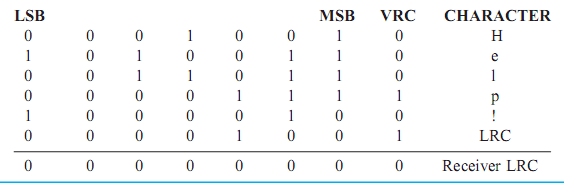 LSB MSB VRC CHARACTER
0 0 0 1 0 0 1 0 H
1 0 1 0 0 1 1 0 e
0 0 1 1 0 1 1 0 l
0 0 0 0 1 1 1 1 p
1 0 0 0 0 1 0 0 !
0 0 0 0 1 0 0 1 LRC
0 0 0 0 0 0 0 0 Receiver LRC